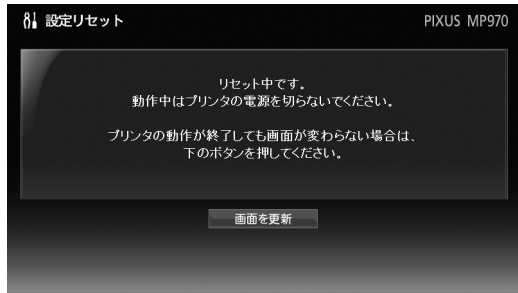 設定リセット
PIXUS MP970
リセット中です。
動作中はプリンタの電源を切らないでください。
プリンタの動作が終了しても画面が変わらない場合は、
下のボタンを押してください。
画面を更新